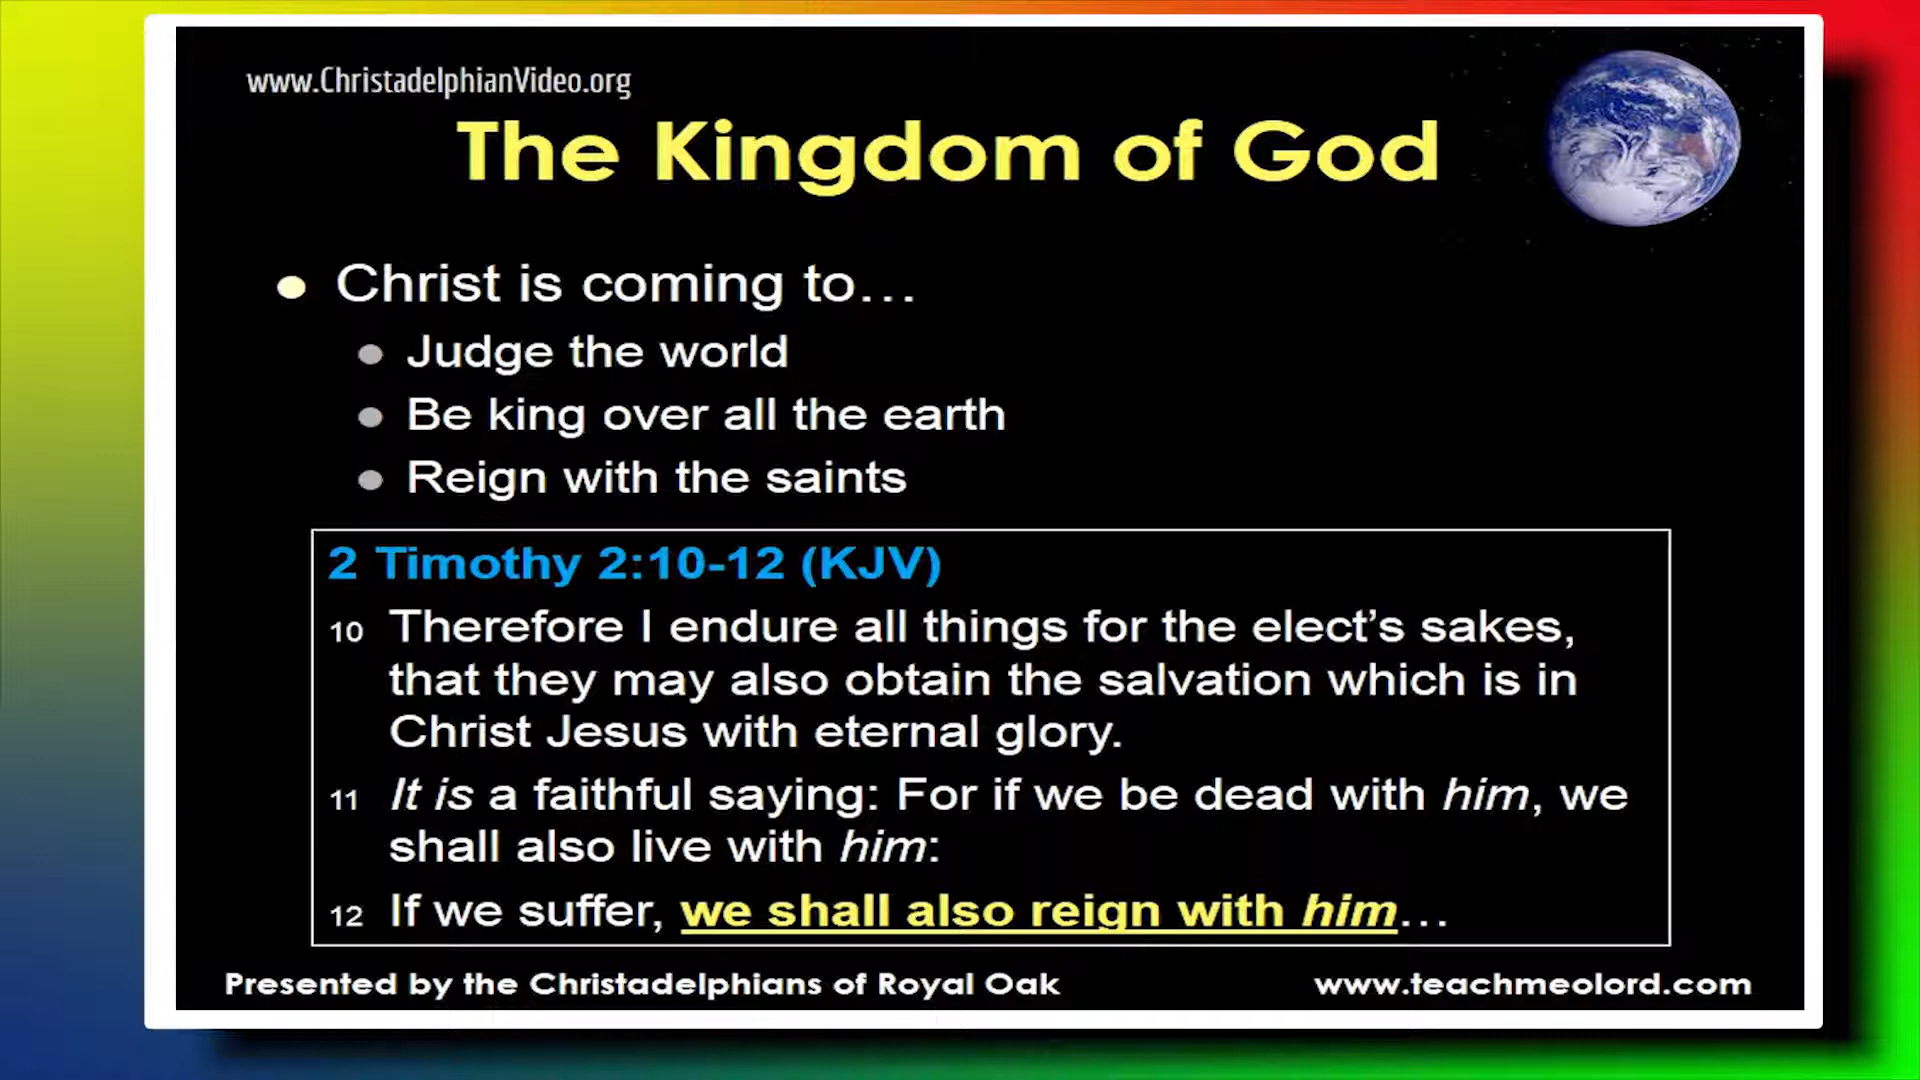 www.ChristadelphianVideo.org
The Kingdom of God
Christ is coming to…
Judge the world
Be king over all the earth
Reign with the saints
2 Timothy 2:10-12 (KJV)
10 Therefore I endure all things for the elect’s sakes,
that they may also obtain the salvation which is in
Christ Jesus with eternal glory.
11 It is a faithful saying: For if we be dead with him, we
shall also live with him:
12 If we suffer, we shall also reign with him…
Presented by the Christadelphians of Royal Oak
www.teachmeolord.com